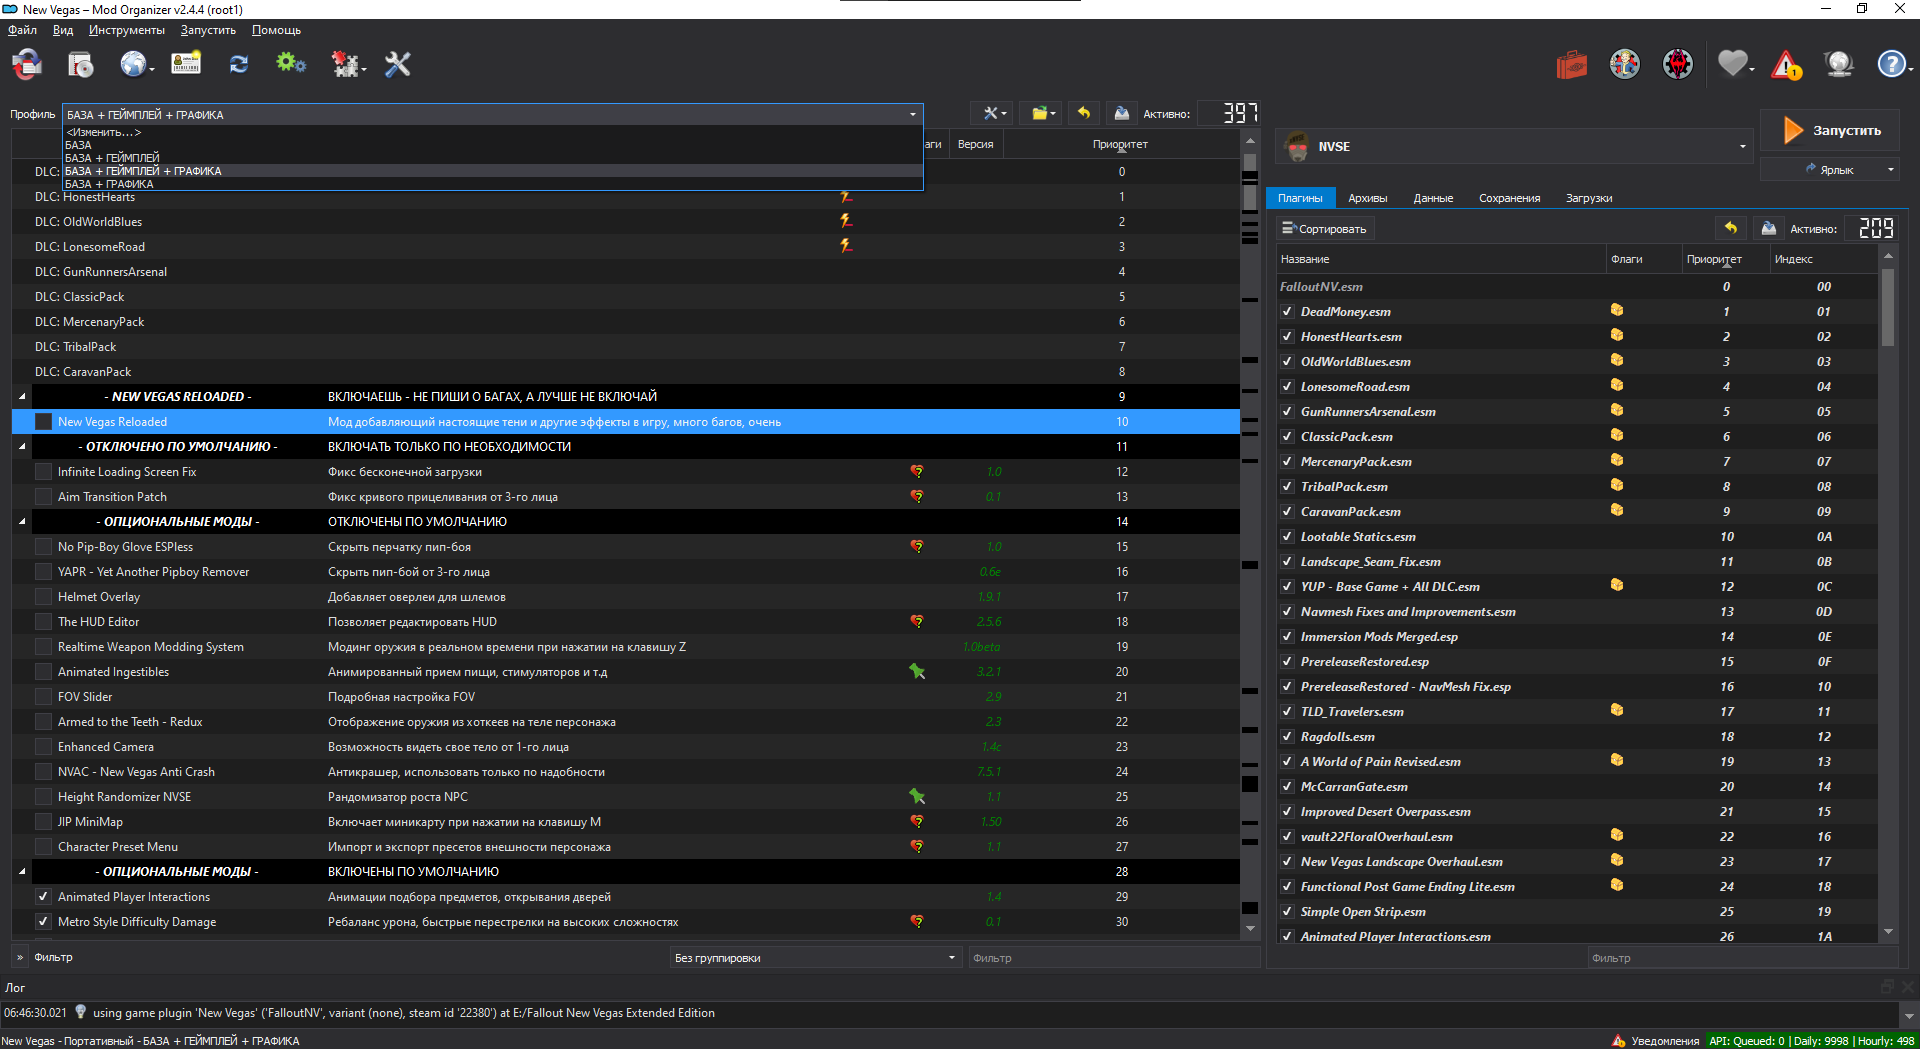 New Vegas – Mod Organizer v2.4.4 (root1)
Файл Вид Инструменты Запустить Помощь
1
Профиль БАЗА + ГЕЙМПЛЕЙ + ГРАФИКА Активно: 397
<Изменить...>
БАЗА
БАЗА + ГЕЙМПЛЕЙ
БАЗА + ГЕЙМПЛЕЙ + ГРАФИКА
БАЗА + ГРАФИКА
Версия Приоритет
DLC: 0
DLC: HonestHearts 1
DLC: OldWorldBlues 2
DLC: LonesomeRoad 3
DLC: GunRunnersArsenal 4
DLC: ClassicPack 5
DLC: MercenaryPack 6
DLC: TribalPack 7
DLC: CaravanPack 8
- NEW VEGAS RELOADED - ВКЛЮЧАЕШЬ - НЕ ПИШИ О БАГАХ, А ЛУЧШЕ НЕ ВКЛЮЧАЙ 9
New Vegas Reloaded Мод добавляющий настоящие тени и другие эффекты в игру, много багов, очень 10
- ОТКЛЮЧЕНО ПО УМОЛЧАНИЮ - ВКЛЮЧАТЬ ТОЛЬКО ПО НЕОБХОДИМОСТИ 11
Infinite Loading Screen Fix Фикс бесконечной загрузки 1.0 12
Aim Transition Patch Фикс кривого прицеливания от 3-го лица 0.1 13
- ОПЦИОНАЛЬНЫЕ МОДЫ - ОТКЛЮЧЕНЫ ПО УМОЛЧАНИЮ 14
No Pip-Boy Glove ESPless Скрыть перчатку пип-боя 1.0 15
YAPR - Yet Another Pipboy Remover Скрыть пип-бой от 3-го лица 0.6e 16
Helmet Overlay Добавляет оверлеи для шлемов 1.9.1 17
The HUD Editor Позволяет редактировать HUD 2.5.6 18
Realtime Weapon Modding System Модинг оружия в реальном времени при нажатии на клавишу Z 1.0beta 19
Animated Ingestibles Анимированный прием пищи, стимуляторов и т.д 3.2.1 20
FOV Slider Подробная настройка FOV 2.9 21
Armed to the Teeth - Redux Отображение оружия из хоткеев на теле персонажа 2.3 22
Enhanced Camera Возможность видеть свое тело от 1-го лица 1.4c 23
NVAC - New Vegas Anti Crash Антикрашер, использовать только по надобности 7.5.1 24
Height Randomizer NVSE Рандомизатор роста NPC 1.1 25
JIP MiniMap Включает миникарту при нажатии на клавишу М 1.50 26
Character Preset Menu Импорт и экспорт пресетов внешности персонажа 1.1 27
- ОПЦИОНАЛЬНЫЕ МОДЫ - ВКЛЮЧЕНЫ ПО УМОЛЧАНИЮ 28
Animated Player Interactions Анимации подбора предметов, открывания дверей 1.4 29
Metro Style Difficulty Damage Ребаланс урона, быстрые перестрелки на высоких сложностях 0.1 30
» Фильтр Без группировки Фильтр
NVSE Запустить
Ярлык
Плагины Архивы Данные Сохранения Загрузки
Сортировать Активно: 209
Название Флаги Приоритет Индекс
FalloutNV.esm 0 00
DeadMoney.esm 1 01
HonestHearts.esm 2 02
OldWorldBlues.esm 3 03
LonesomeRoad.esm 4 04
GunRunnersArsenal.esm 5 05
ClassicPack.esm 6 06
MercenaryPack.esm 7 07
TribalPack.esm 8 08
CaravanPack.esm 9 09
Lootable Statics.esm 10 0A
Landscape_Seam_Fix.esm 11 0B
YUP - Base Game + All DLC.esm 12 0C
Navmesh Fixes and Improvements.esm 13 0D
Immersion Mods Merged.esp 14 0E
PrereleaseRestored.esp 15 0F
PrereleaseRestored - NavMesh Fix.esp 16 10
TLD_Travelers.esm 17 11
Ragdolls.esm 18 12
A World of Pain Revised.esm 19 13
McCarranGate.esm 20 14
Improved Desert Overpass.esm 21 15
vault22FloralOverhaul.esm 22 16
New Vegas Landscape Overhaul.esm 23 17
Functional Post Game Ending Lite.esm 24 18
Simple Open Strip.esm 25 19
Animated Player Interactions.esm 26 1A
Фильтр
Лог
06:46:30.021 using game plugin 'New Vegas' ('FalloutNV', variant (none), steam id '22380') at E:/Fallout New Vegas Extended Edition
New Vegas - Портативный - БАЗА + ГЕЙМПЛЕЙ + ГРАФИКА Уведомления API: Queued: 0 | Daily: 9998 | Hourly: 498